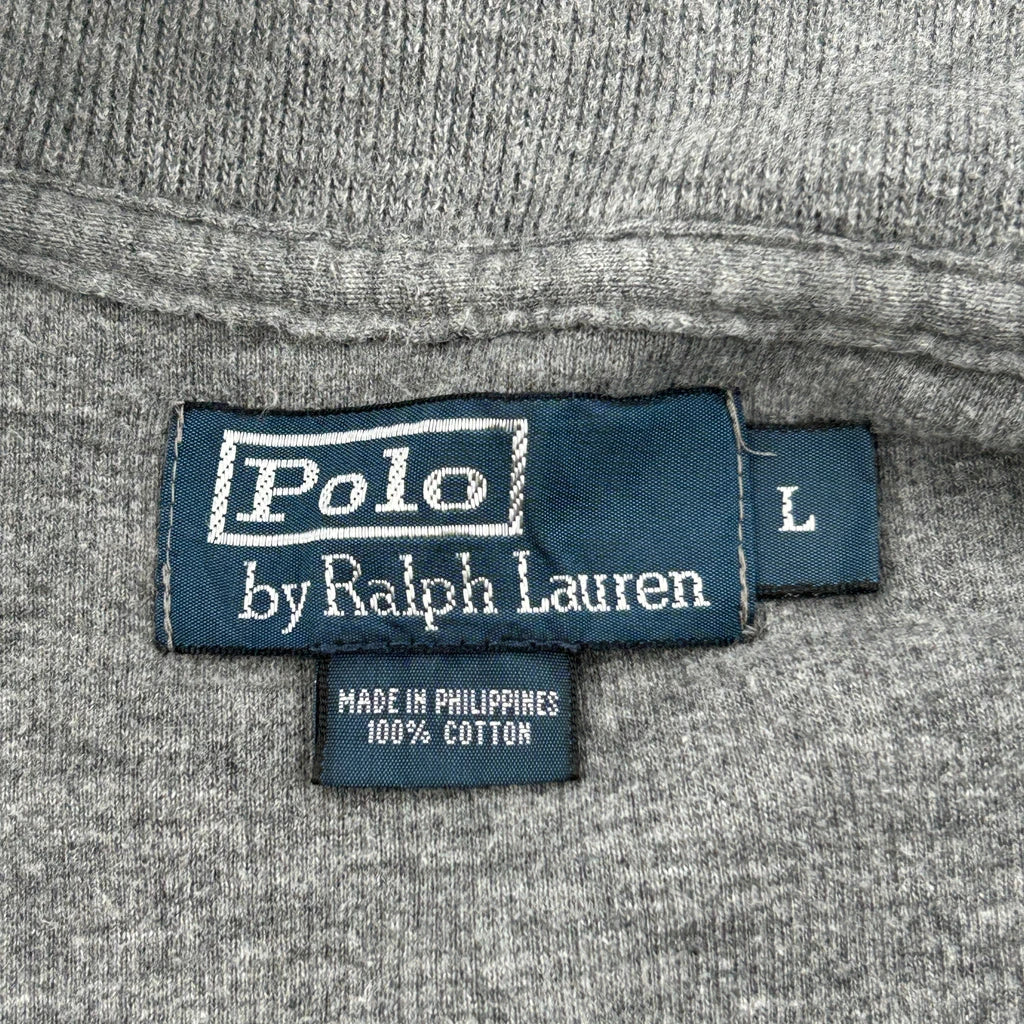 Polo
by Ralph Lauren
L
MADE IN PHILIPPINES
100% COTTON